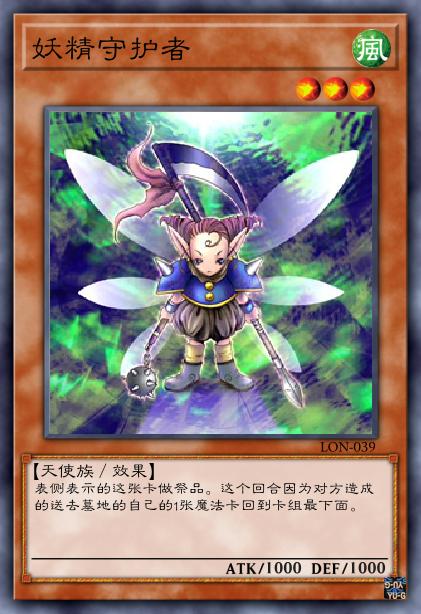 妖精守护者
風
LON-039
【天使族／效果】
表侧表示的这张卡做祭品。这个回合因为对方造成
的送去墓地的自己的1张魔法卡回到卡组最下面。
ATK/1000 DEF/1000